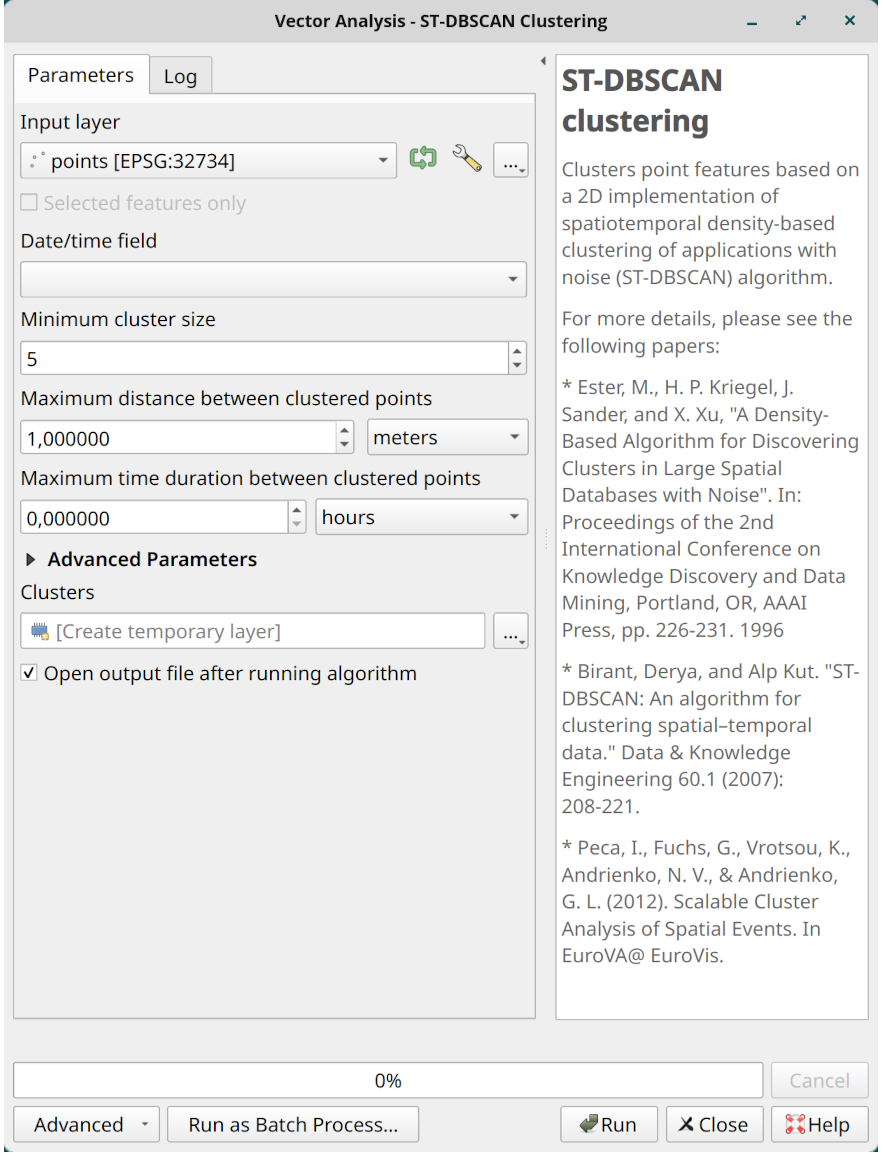 Vector Analysis - ST-DBSCAN Clustering
Parameters
Log
Input layer
points [EPSG:32734]
...
Selected features only
Date/time field
Minimum cluster size
5
Maximum distance between clustered points
1,000000
meters
Maximum time duration between clustered points
0,000000
hours
Advanced Parameters
Clusters
[Create temporary layer]
...
Open output file after running algorithm
ST-DBSCAN
clustering
Clusters point features based on
a 2D implementation of
spatiotemporal density-based
clustering of applications with
noise (ST-DBSCAN) algorithm.
For more details, please see the
following papers:
* Ester, M., H. P. Kriegel, J.
Sander, and X. Xu, "A Density-
Based Algorithm for Discovering
Clusters in Large Spatial
Databases with Noise". In:
Proceedings of the 2nd
International Conference on
Knowledge Discovery and Data
Mining, Portland, OR, AAAI
Press, pp. 226-231. 1996
* Birant, Derya, and Alp Kut. "ST-
DBSCAN: An algorithm for
clustering spatial–temporal
data." Data & Knowledge
Engineering 60.1 (2007):
208-221.
* Peca, I., Fuchs, G., Vrotsou, K.,
Andrienko, N. V., & Andrienko,
G. L. (2012). Scalable Cluster
Analysis of Spatial Events. In
EuroVA@ EuroVis.
0%
Cancel
Advanced
Run as Batch Process...
Run
Close
Help